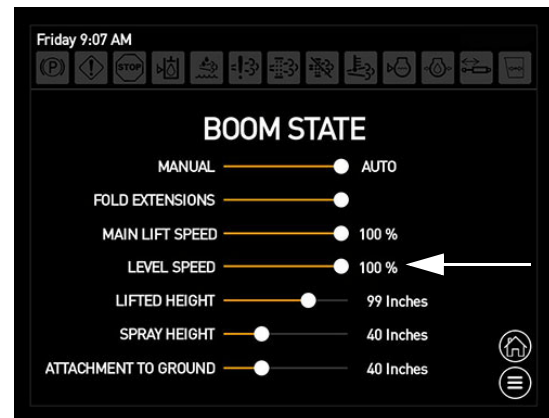 Friday 9:07 AM
(P) STOP
BOOM STATE
MANUAL AUTO
FOLD EXTENSIONS
MAIN LIFT SPEED 100 %
LEVEL SPEED 100 %
LIFTED HEIGHT 99 Inches
SPRAY HEIGHT 40 Inches
ATTACHMENT TO GROUND 40 Inches